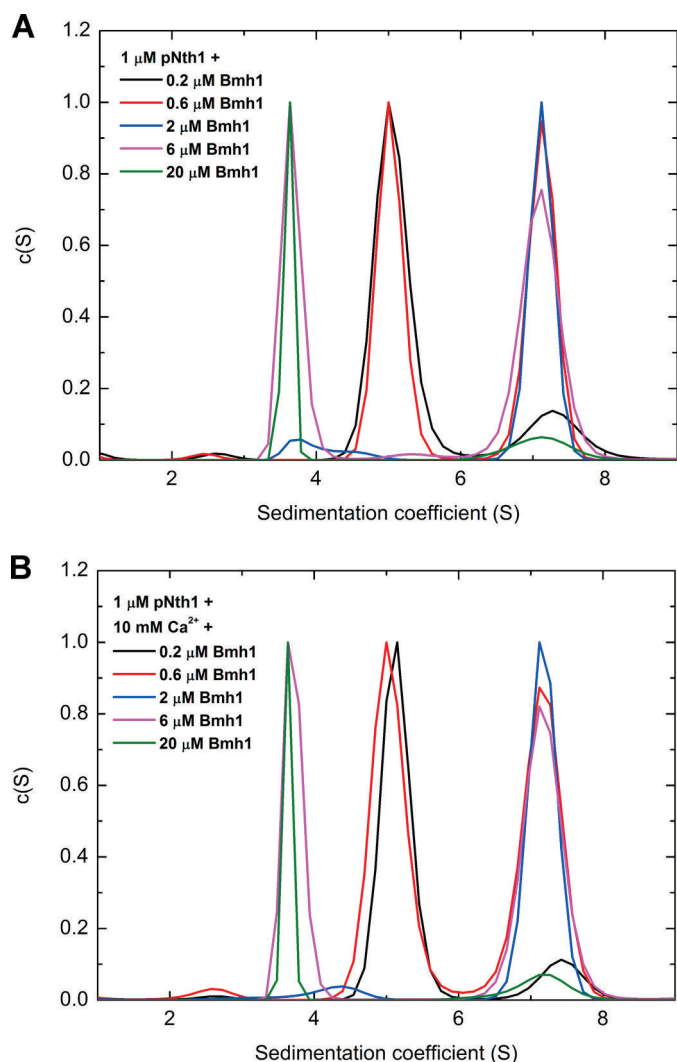 A
1.2
1.0
0.8
0.6
0.4
0.2
0.0
c(S)
1 μM pNth1 +
0.2 μM Bmh1
0.6 μM Bmh1
2 μM Bmh1
6 μM Bmh1
20 μM Bmh1
2 4 6 8
Sedimentation coefficient (S)
B
1.2
1.0
0.8
0.6
0.4
0.2
0.0
c(S)
1 μM pNth1 +
10 mM Ca²⁺ +
0.2 μM Bmh1
0.6 μM Bmh1
2 μM Bmh1
6 μM Bmh1
20 μM Bmh1
2 4 6 8
Sedimentation coefficient (S)